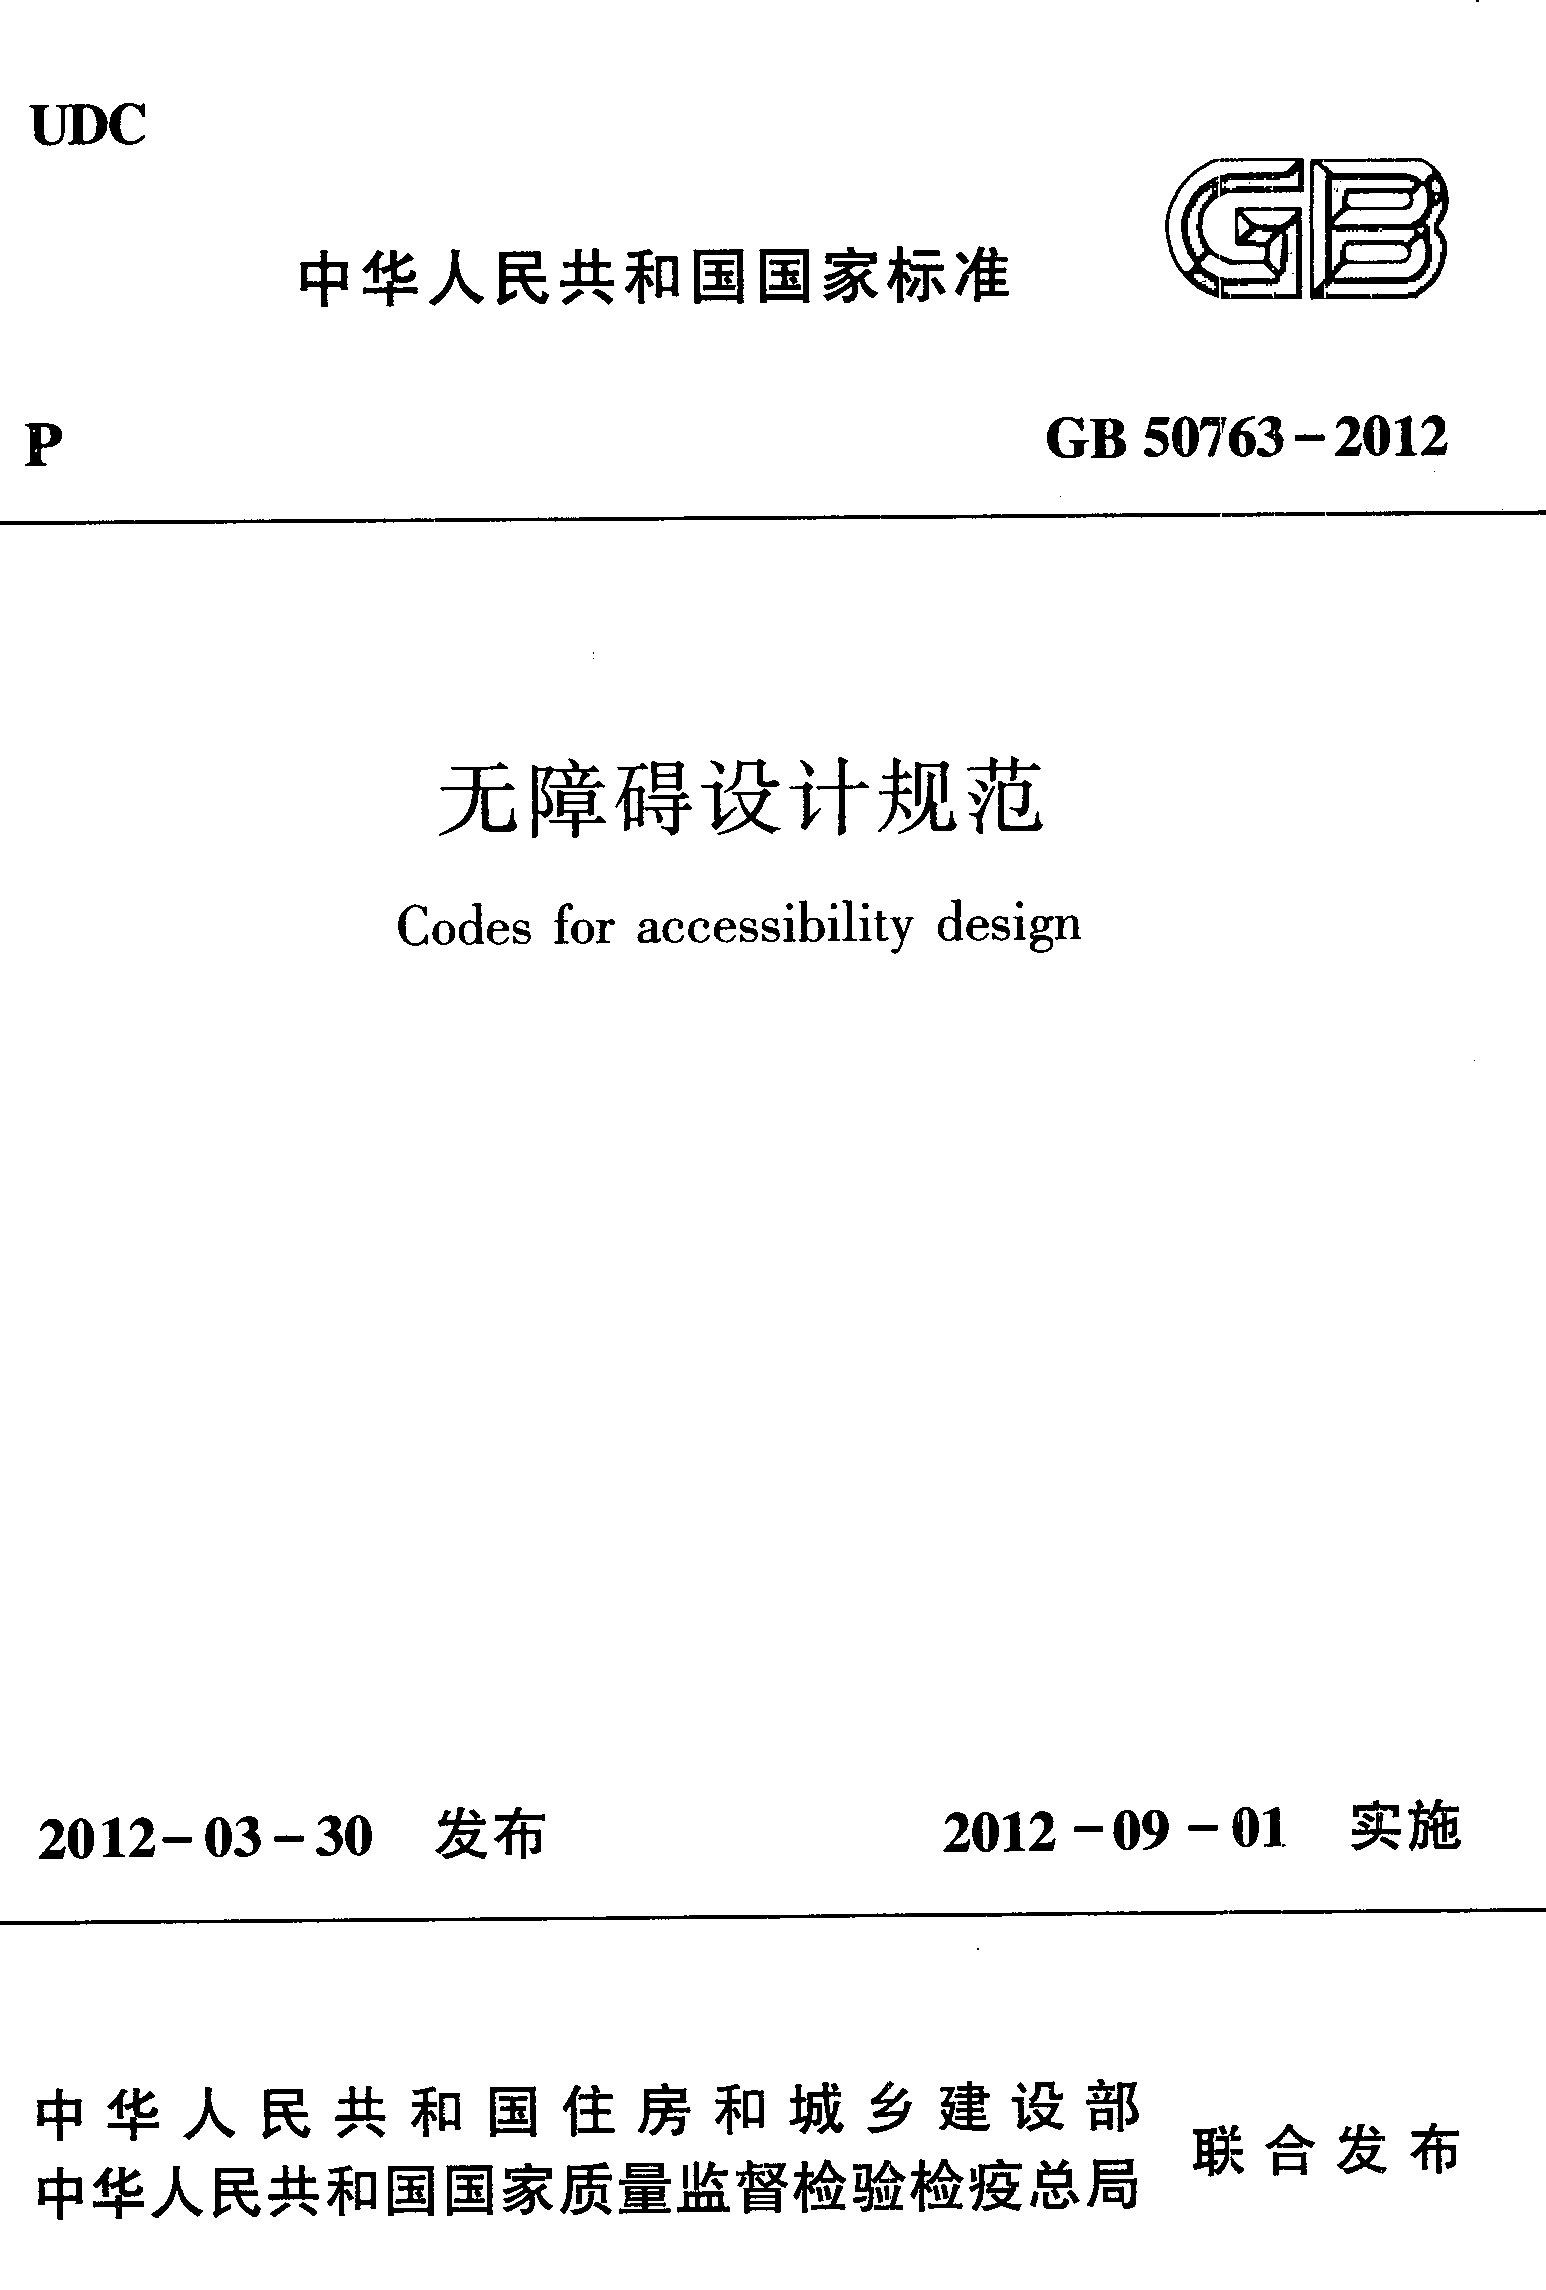 UDC
GB
中华人民共和国国家标准
P
GB 50763-2012
无障碍设计规范
Codes for accessibility design
2012-03-30 发布
2012-09-01 实施
中华人民共和国住房和城乡建设部
中华人民共和国国家质量监督检验检疫总局
联合发布